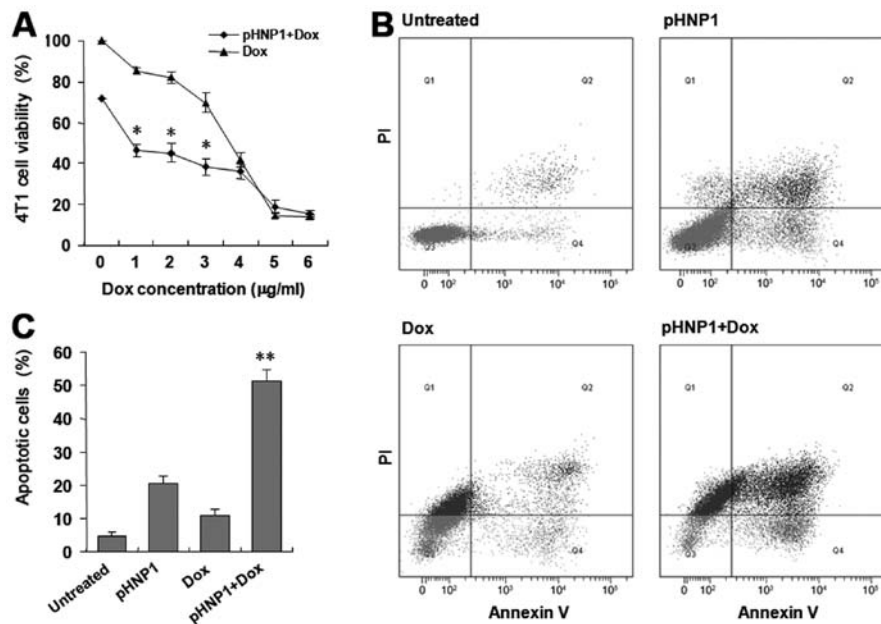 A
pHNP1+Dox
Dox
4T1 cell viability (%)
100
80
60
40
20
0
* * *
0 1 2 3 4 5 6
Dox concentration (μg/ml)
B
Untreated
Q1 Q2
PI
Q3 Q4
0 10² 10³ 10⁴ 10⁵
pHNP1
Q1 Q2
Q4
0 10² 10³ 10⁴ 10⁵
C
Apoptotic cells (%)
60
50
40
30
20
10
0
**
Untreated pHNP1 Dox pHNP1+Dox
Dox
Q1 Q2
PI
Q3 Q4
0 10² 10³ 10⁴ 10⁵
Annexin V
pHNP1+Dox
Q1 Q2
Q3 Q4
0 10² 10³ 10⁴ 10⁵
Annexin V